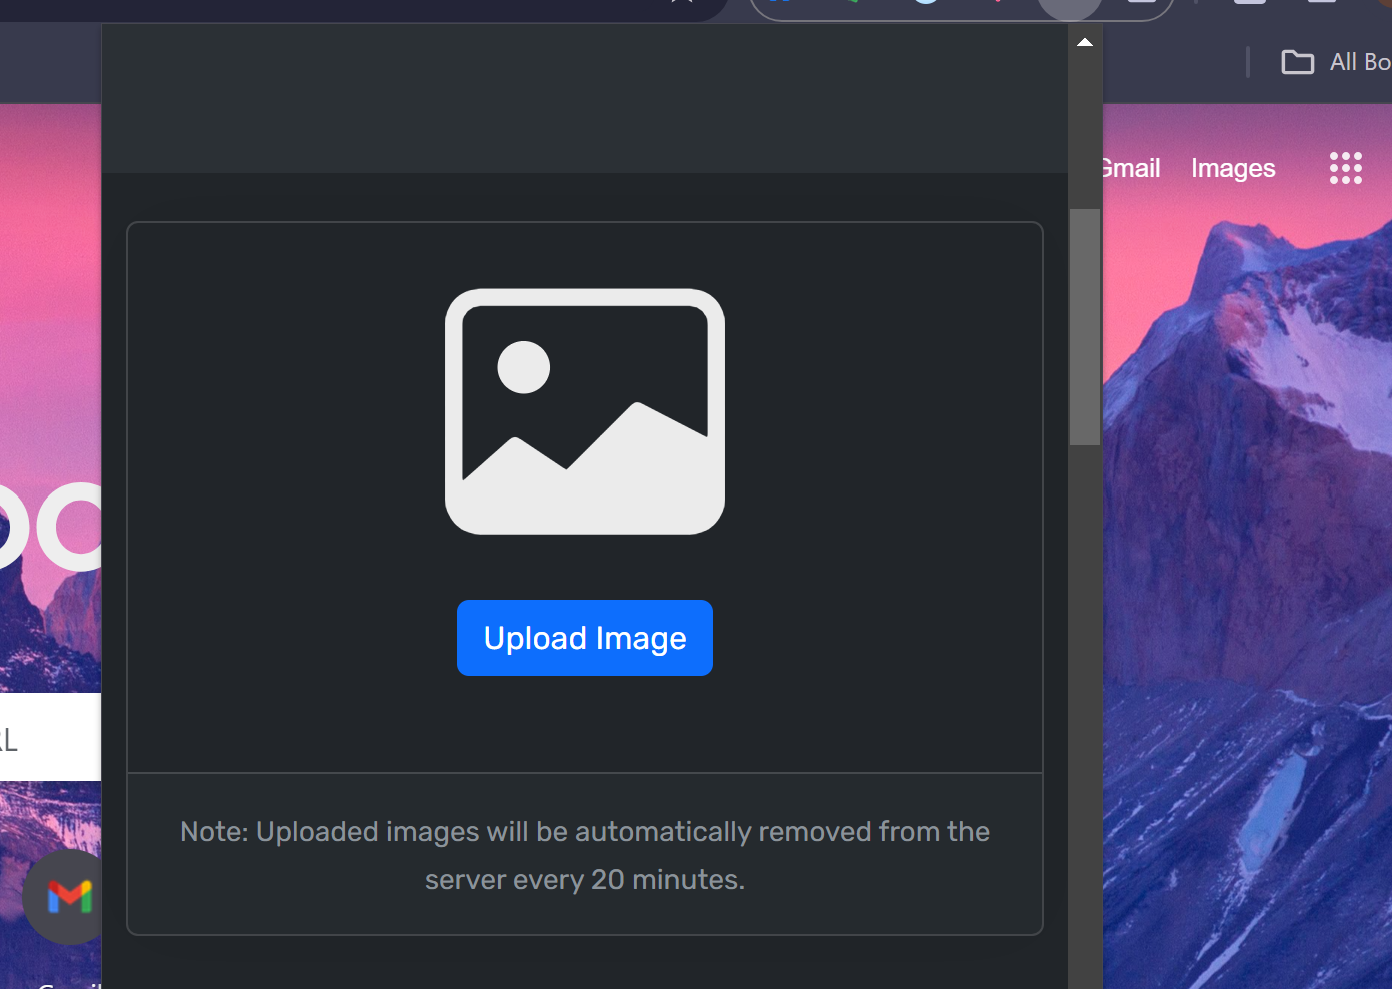 All Bo
Gmail Images
Upload Image
RL
Note: Uploaded images will be automatically removed from the
server every 20 minutes.